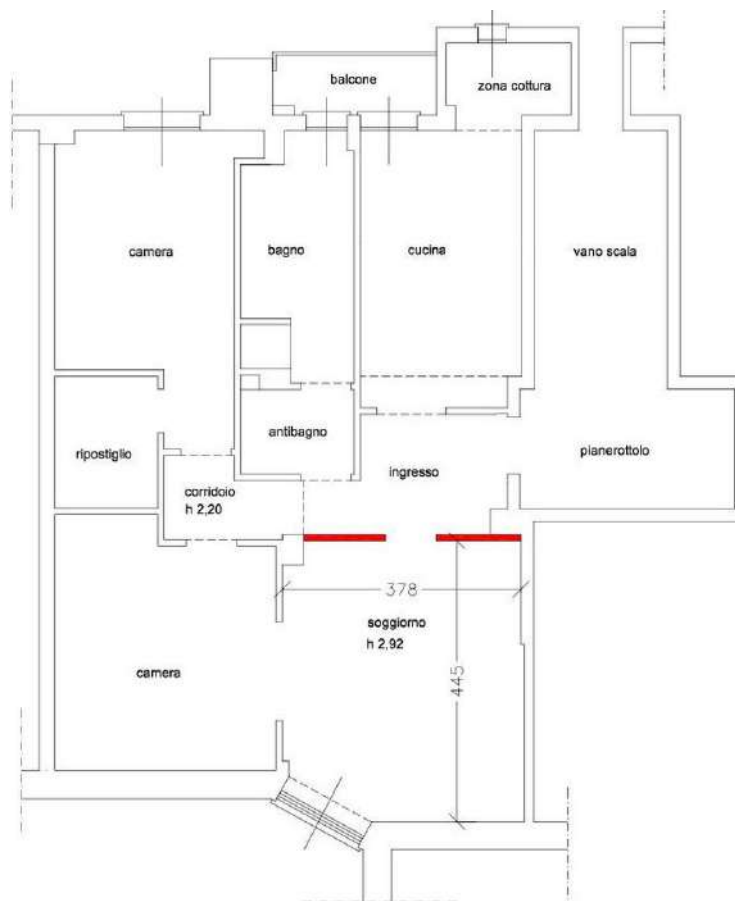 balcone
zona cottura
camera
bagno
cucina
vano scala
antibagno
ripostiglio
ingresso
pianerottolo
corridoio
h 2,20
378
soggiorno
h 2,92
camera
445